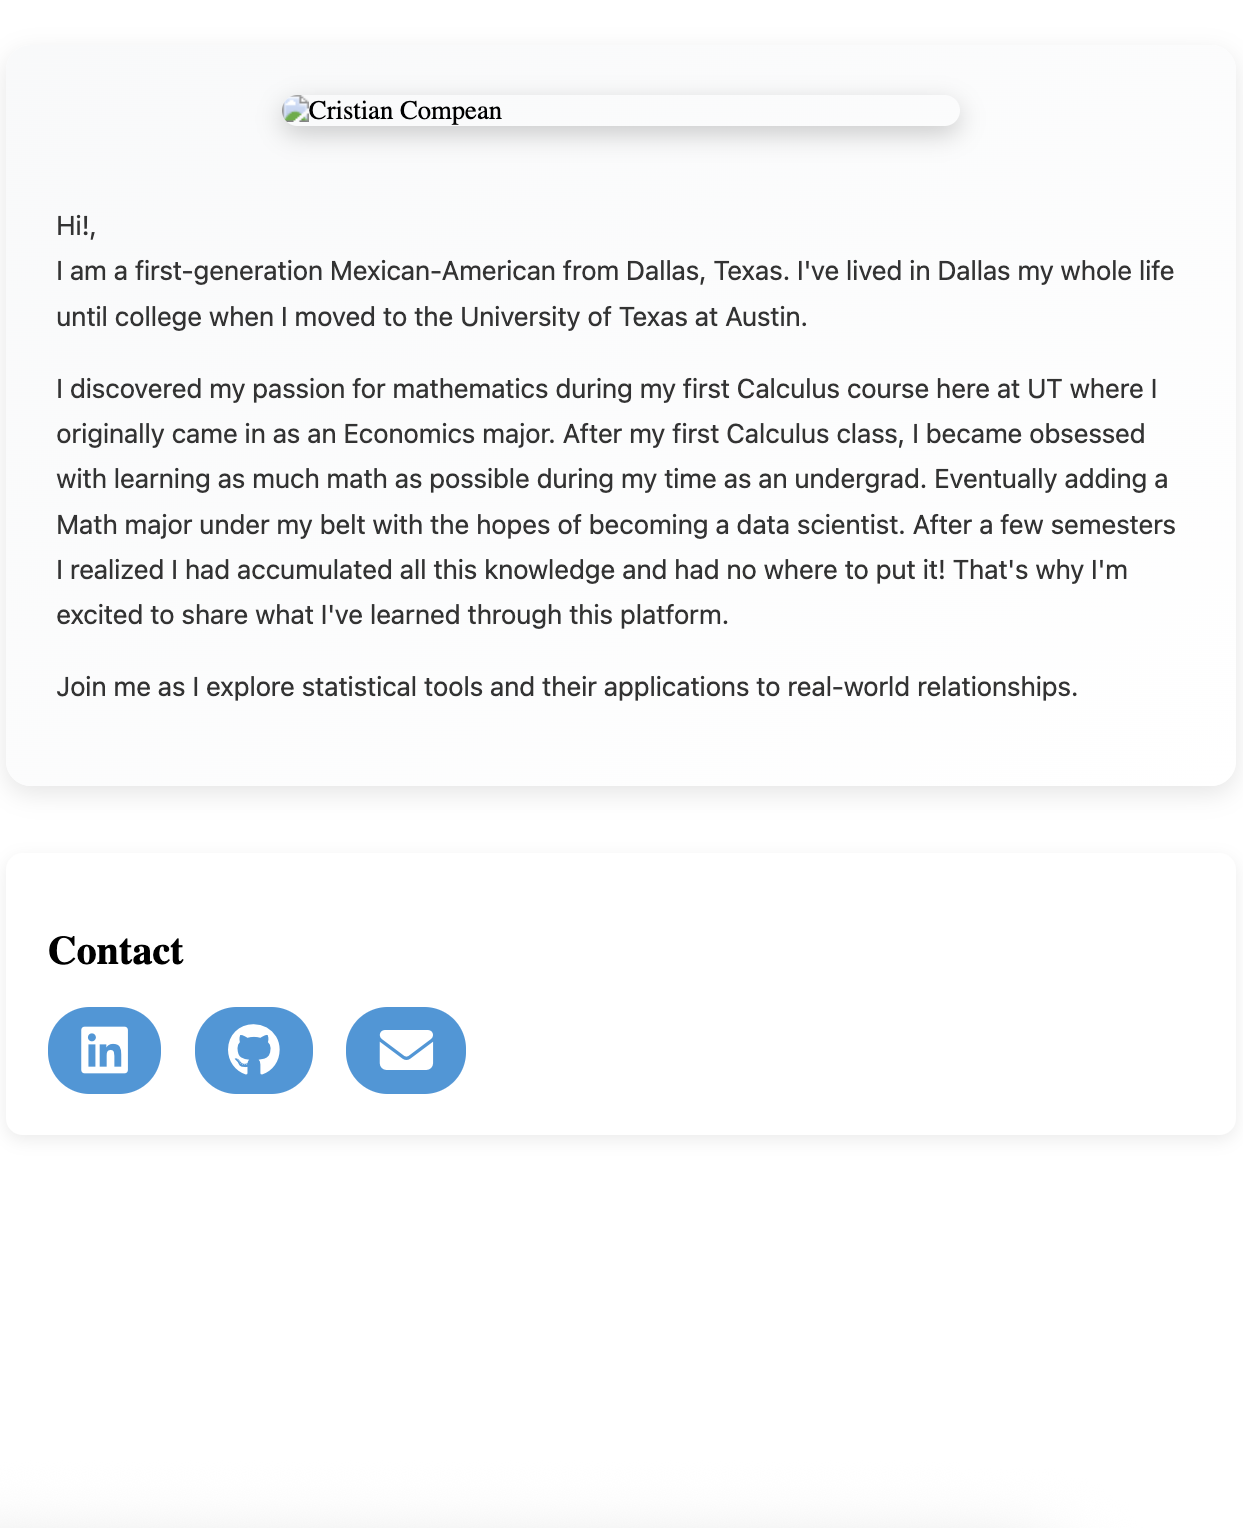 Cristian Compean
Hi!,
I am a first-generation Mexican-American from Dallas, Texas. I've lived in Dallas my whole life
until college when I moved to the University of Texas at Austin.
I discovered my passion for mathematics during my first Calculus course here at UT where I
originally came in as an Economics major. After my first Calculus class, I became obsessed
with learning as much math as possible during my time as an undergrad. Eventually adding a
Math major under my belt with the hopes of becoming a data scientist. After a few semesters
I realized I had accumulated all this knowledge and had no where to put it! That's why I'm
excited to share what I've learned through this platform.
Join me as I explore statistical tools and their applications to real-world relationships.
Contact
in